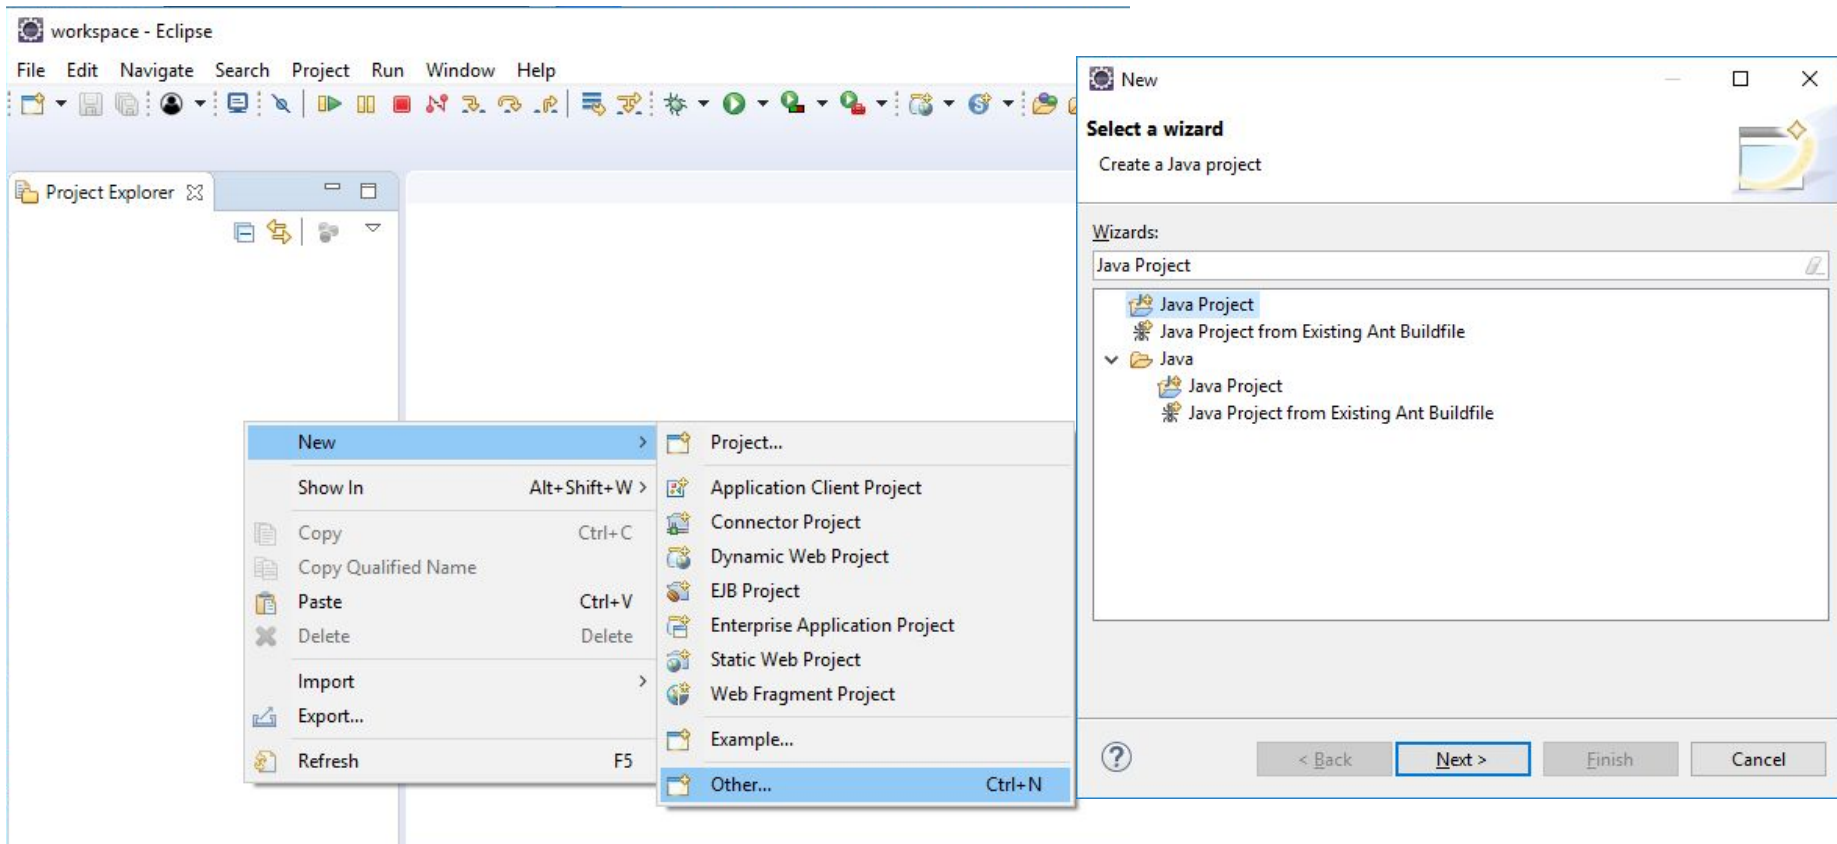 workspace - Eclipse
File Edit Navigate Search Project Run Window Help
Project Explorer
New
Show In Alt+Shift+W >
Copy Ctrl+C
Copy Qualified Name
Paste Ctrl+V
Delete Delete
Import >
Export...
Refresh F5
Project...
Application Client Project
Connector Project
Dynamic Web Project
EJB Project
Enterprise Application Project
Static Web Project
Web Fragment Project
Example...
Other... Ctrl+N
New
Select a wizard
Create a Java project
Wizards:
Java Project
Java Project
Java Project from Existing Ant Buildfile
Java
Java Project
Java Project from Existing Ant Buildfile
< Back Next > Finish Cancel